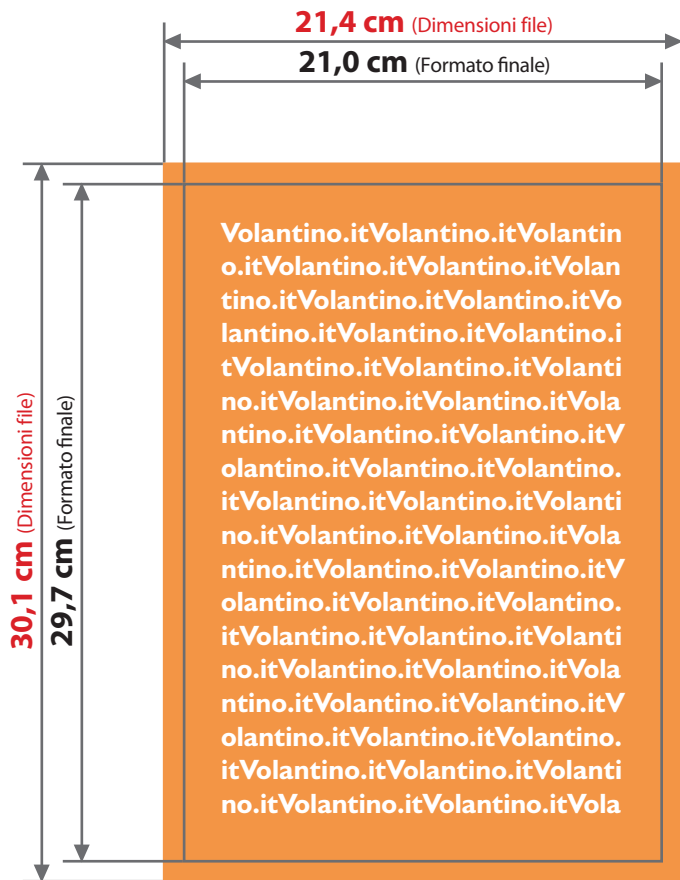 21,4 cm (Dimensioni file)
21,0 cm (Formato finale)
30,1 cm (Dimensioni file)
29,7 cm (Formato finale)
Volantino.itVolantino.itVolantin
o.itVolantino.itVolantino.itVolan
tino.itVolantino.itVolantino.itVo
lantino.itVolantino.itVolantino.i
tVolantino.itVolantino.itVolanti
no.itVolantino.itVolantino.itVola
ntino.itVolantino.itVolantino.itV
olantino.itVolantino.itVolantino.
itVolantino.itVolantino.itVolanti
no.itVolantino.itVolantino.itVola
ntino.itVolantino.itVolantino.itV
olantino.itVolantino.itVolantino.
itVolantino.itVolantino.itVolanti
no.itVolantino.itVolantino.itVola
ntino.itVolantino.itVolantino.itV
olantino.itVolantino.itVolantino.
itVolantino.itVolantino.itVolanti
no.itVolantino.itVolantino.itVola